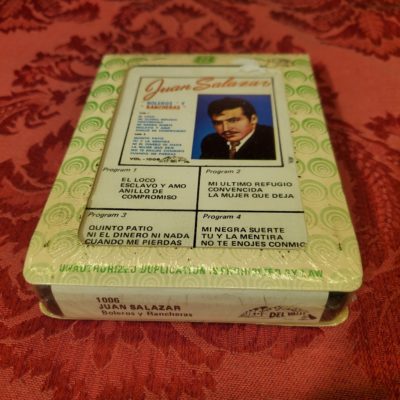 Juan Salazar
BOLEROS Y
RANCHERAS
VOL - 1006
Program 1
EL LOCO
ESCLAVO Y AMO
ANILLO DE
COMPROMISO
Program 2
MI ULTIMO REFUGIO
CONVENCIDA
LA MUJER QUE DEJA
Program 3
QUINTO PATIO
NI EL DINERO NI NADA
CUANDO ME PIERDAS
Program 4
MI NEGRA SUERTE
TU Y LA MENTIRA
NO TE ENOJES CONMIG
UNAUTHORIZED DUPLICATION IS PROHIBITED BY LAW
1006
JUAN SALAZAR
Boleros y Rancheras
DEL